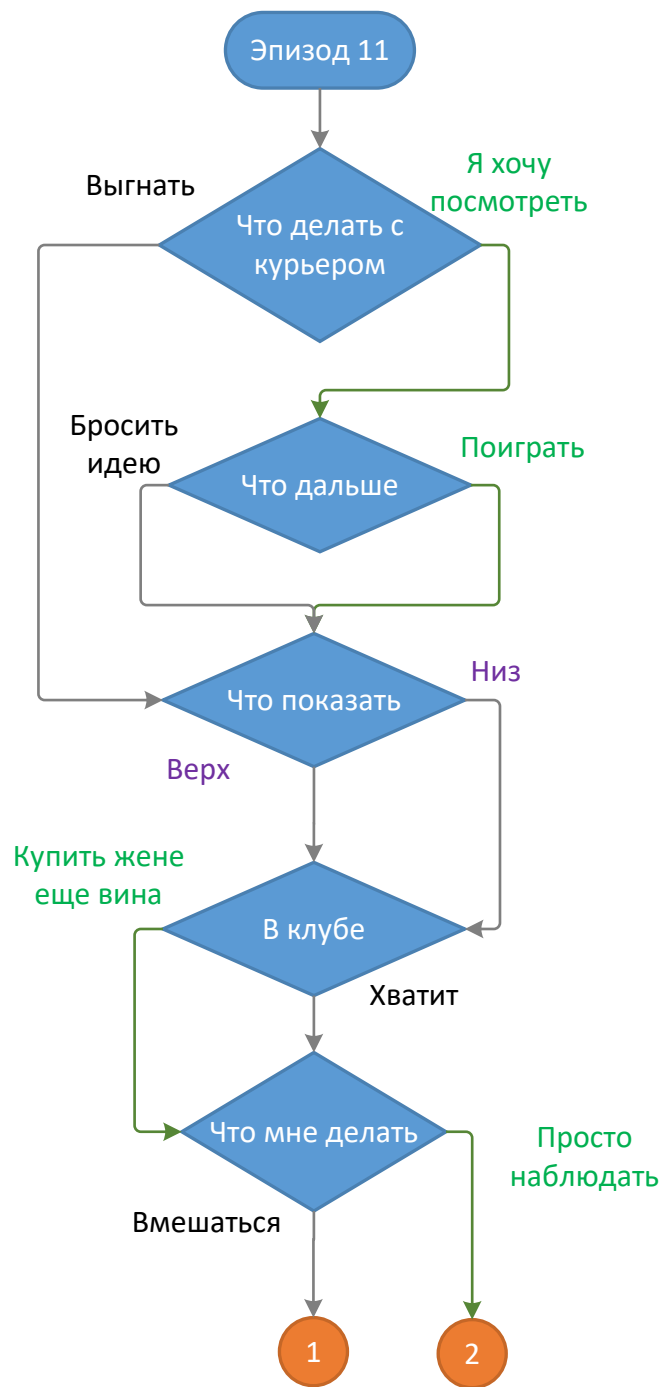 Эпизод 11
Выгнать
Я хочу
посмотреть
Что делать с
курьером
Бросить
идею
Поиграть
Что дальше
Низ
Что показать
Верх
Купить жене
еще вина
В клубе
Хватит
Что мне делать
Просто
наблюдать
Вмешаться
1
2